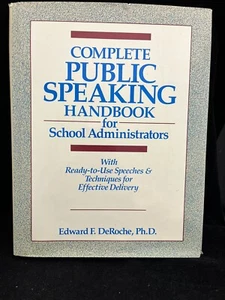 COMPLETE
PUBLIC
SPEAKING
HANDBOOK
for
School Administrators
With
Ready-to-Use Speeches &
Techniques for
Effective Delivery
Edward F. DeRoche, Ph.D.